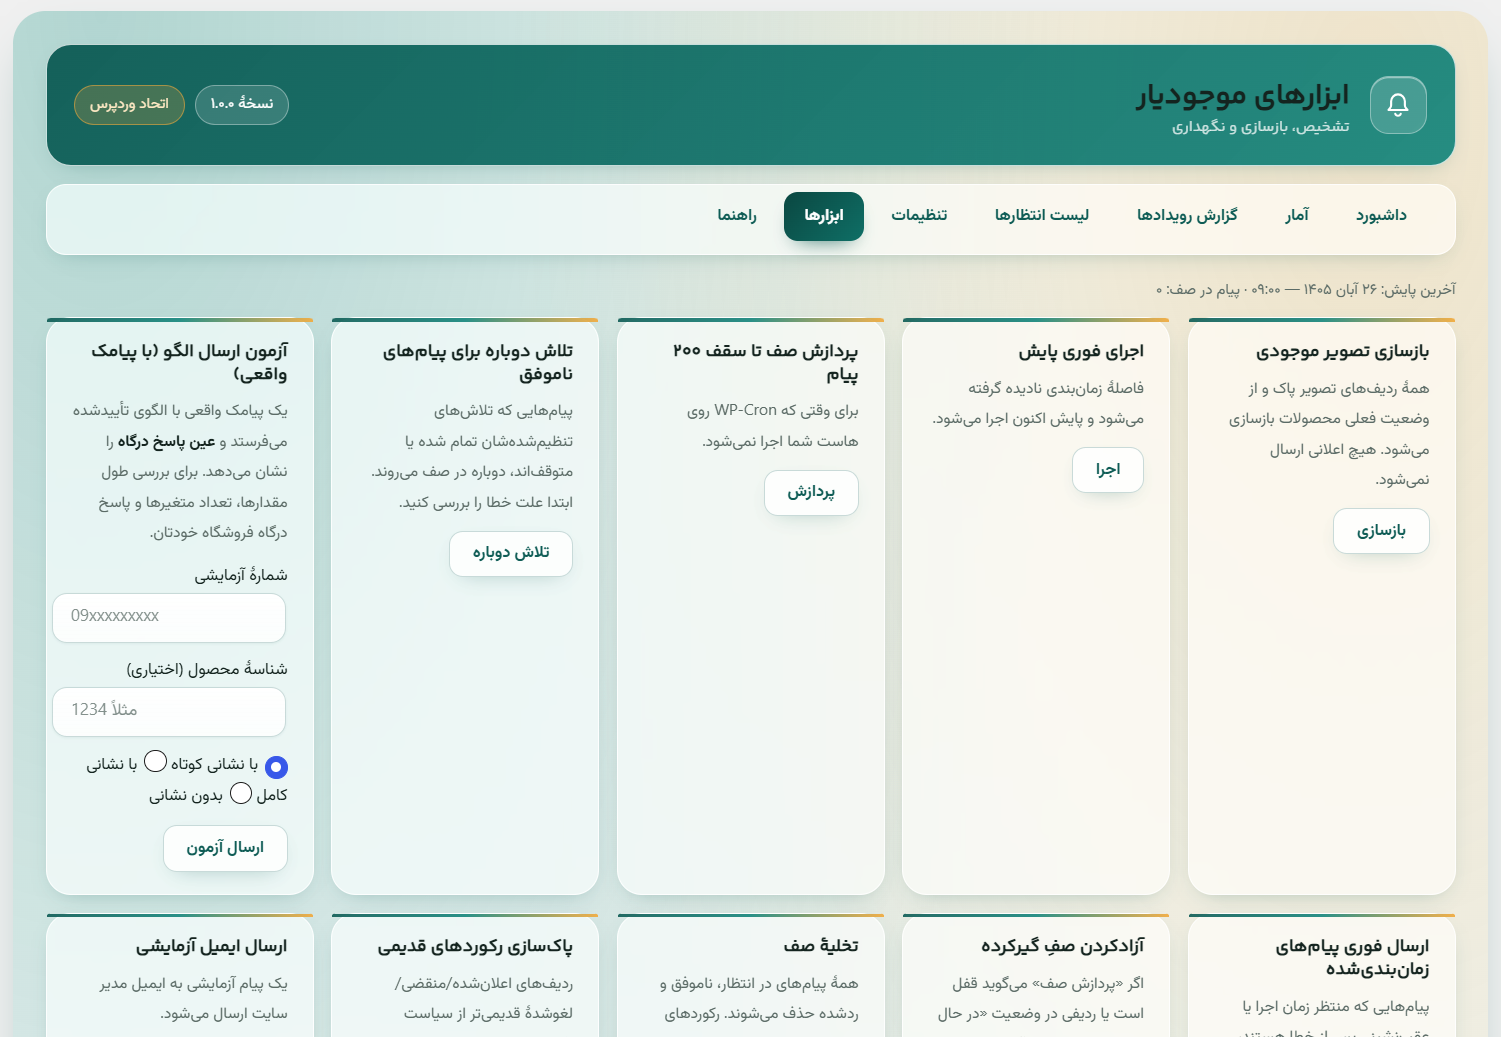 ابزارهای موجودیار
تشخیص، بازسازی و نگهداری
نسخهٔ ۱.۰.۰
اتحاد وردپرس
داشبورد
آمار
گزارش رویدادها
لیست انتظارها
تنظیمات
ابزارها
راهنما
آخرین پایش: ۲۶ آبان ۱۴۰۵ — ۰۹:۰۰ · پیام در صف: ۰
بازسازی تصویر موجودی
همهٔ ردیف‌های تصویر پاک و از
وضعیت فعلی محصولات بازسازی
می‌شود. هیچ اعلانی ارسال
نمی‌شود.
بازسازی
اجرای فوری پایش
فاصلهٔ زمان‌بندی نادیده گرفته
می‌شود و پایش اکنون اجرا می‌شود.
اجرا
پردازش صف تا سقف ۲۰۰
پیام
برای وقتی که WP-Cron روی
هاست شما اجرا نمی‌شود.
پردازش
تلاش دوباره برای پیام‌های
ناموفق
پیام‌هایی که تلاش‌های
تنظیم‌شده‌شان تمام شده یا
متوقف‌اند، دوباره در صف می‌روند.
ابتدا علت خطا را بررسی کنید.
تلاش دوباره
آزمون ارسال الگو (با پیامک
واقعی)
یک پیامک واقعی با الگوی تأییدشده
می‌فرستد و عین پاسخ درگاه را
نشان می‌دهد. برای بررسی طول
مقدارها، تعداد متغیرها و پاسخ
درگاه فروشگاه خودتان.
شمارهٔ آزمایشی
09xxxxxxxxx
شناسهٔ محصول (اختیاری)
مثلاً 1234
با نشانی کوتاه با نشانی
کامل بدون نشانی
ارسال آزمون
ارسال فوری پیام‌های
زمان‌بندی‌شده
پیام‌هایی که منتظر زمان اجرا یا
آزادکردن صفِ گیرکرده
اگر «پردازش صف» می‌گوید قفل
است یا ردیفی در وضعیت «در حال
تخلیهٔ صف
همهٔ پیام‌های در انتظار، ناموفق و
ردشده حذف می‌شوند. رکوردهای
پاک‌سازی رکوردهای قدیمی
ردیف‌های اعلان‌شده/منقضی/
لغوشدهٔ قدیمی‌تر از سیاست
ارسال ایمیل آزمایشی
یک پیام آزمایشی به ایمیل مدیر
سایت ارسال می‌شود.